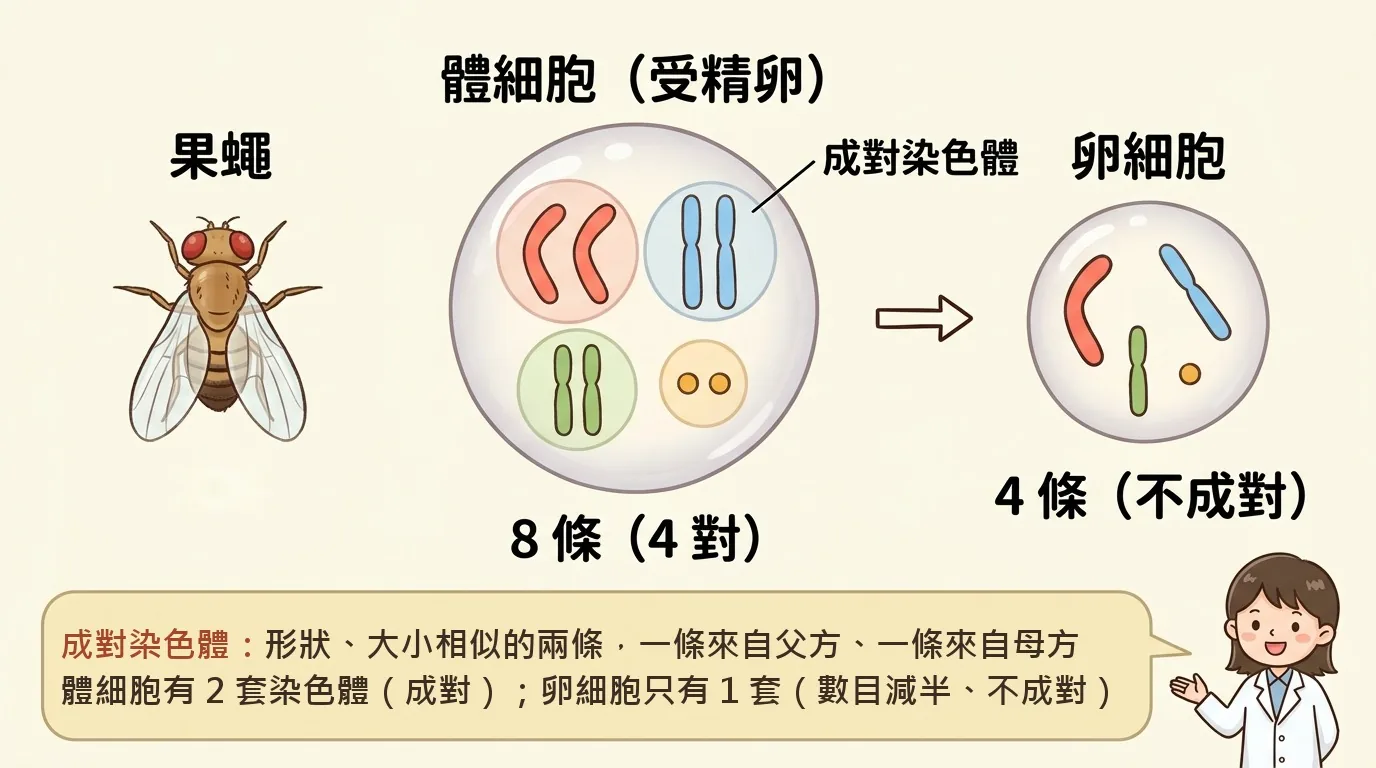 體細胞（受精卵）
果蠅
成對染色體
卵細胞
8 條（4 對）
4 條（不成對）
成對染色體：形狀、大小相似的兩條，一條來自父方、一條來自母方
體細胞有 2 套染色體（成對）；卵細胞只有 1 套（數目減半、不成對）